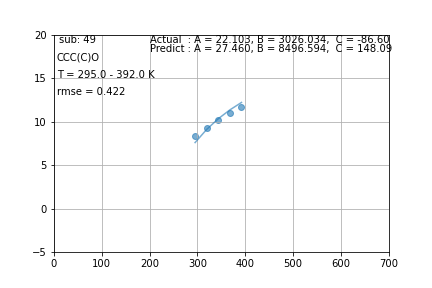 sub: 49
Actual : A = 22.103, B = 3026.034, C = -86.60
Predict : A = 27.460, B = 8496.594, C = 148.09
CCC(C)O
T = 295.0 - 392.0 K
rmse = 0.422
20
15
10
5
0
−5
0 100 200 300 400 500 600 700